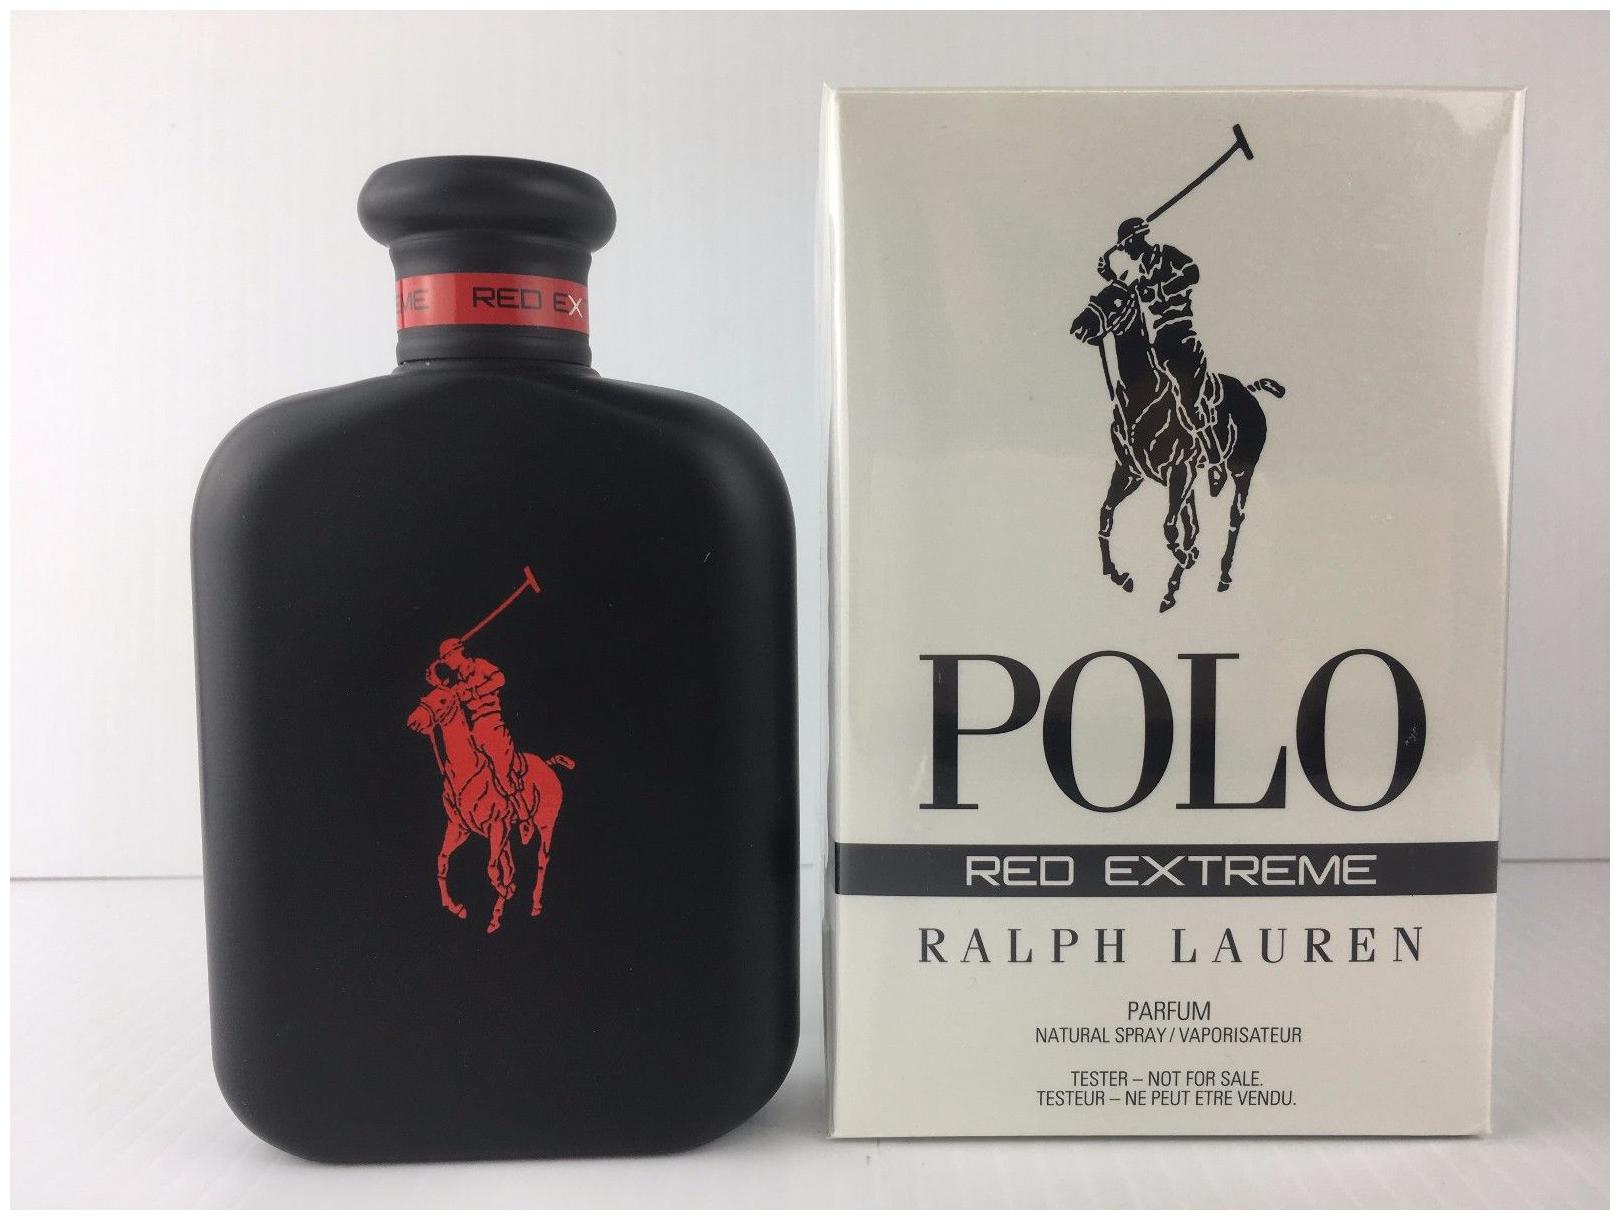 EME RED EX
POLO
RED EXTREME
RALPH LAUREN
PARFUM
NATURAL SPRAY / VAPORISATEUR
TESTER – NOT FOR SALE.
TESTEUR – NE PEUT ETRE VENDU.